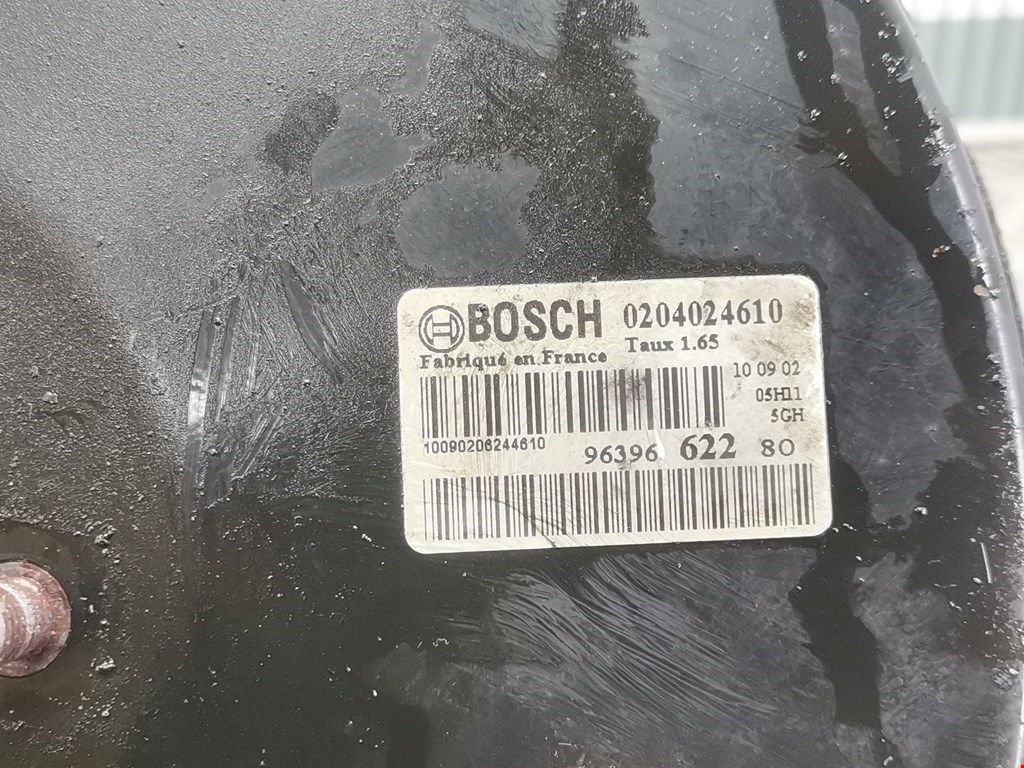 BOSCH 0204024610
Fabriqué en France Taux 1.65
10 09 02
05H11
5GH
10090206244610
96396 622 80